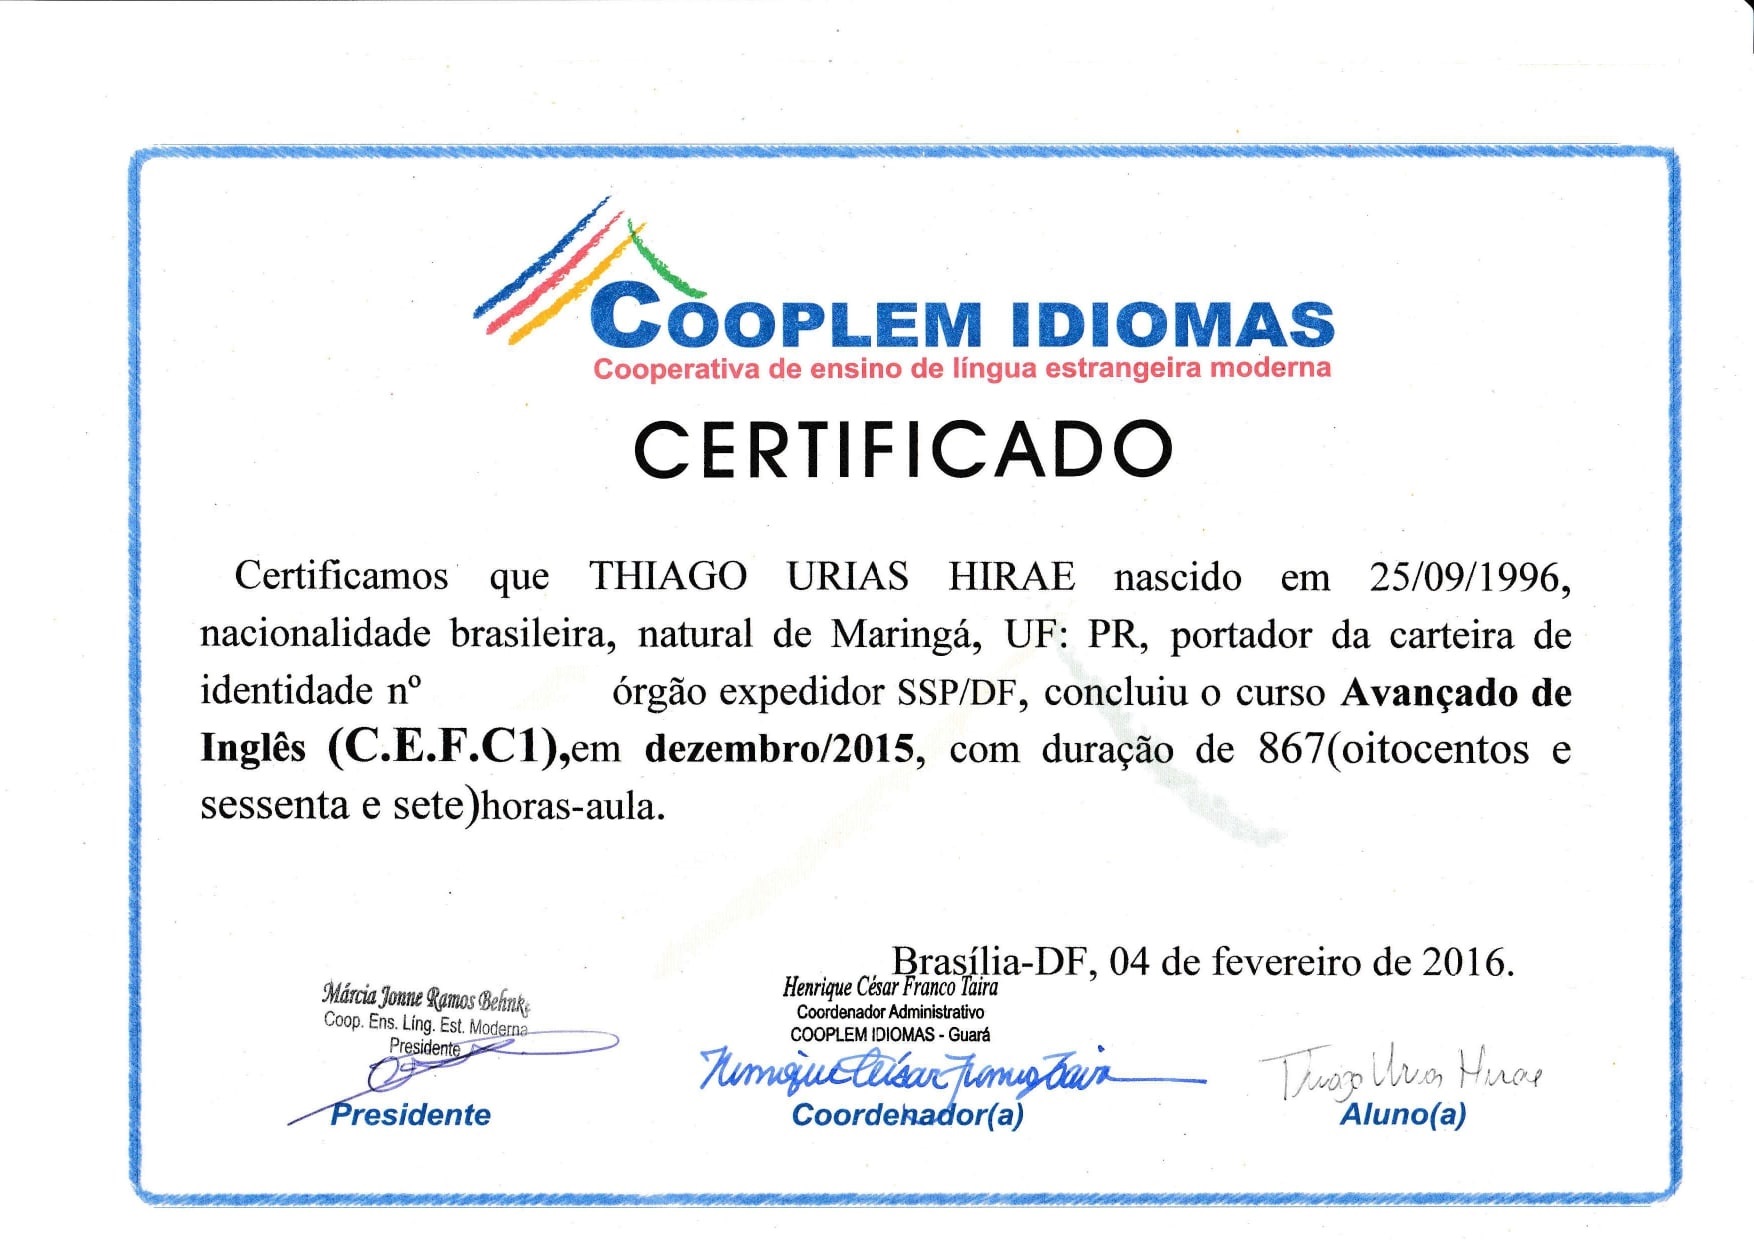 COOPLEM IDIOMAS
Cooperativa de ensino de língua estrangeira moderna
CERTIFICADO
Certificamos que THIAGO URIAS HIRAE nascido em 25/09/1996,
nacionalidade brasileira, natural de Maringá, UF: PR, portador da carteira de
identidade nº órgão expedidor SSP/DF, concluiu o curso Avançado de
Inglês (C.E.F.C1),em dezembro/2015, com duração de 867(oitocentos e
sessenta e sete)horas-aula.
Brasília-DF, 04 de fevereiro de 2016.
Márcia Jonne Ramos Behnke
Coop. Ens. Líng. Est. Moderna
Presidente
Presidente
Henrique César Franco Taira
Coordenador Administrativo
COOPLEM IDIOMAS - Guará
Henrique César Franco Taira
Coordenador(a)
Thiago Urias Hirae
Aluno(a)